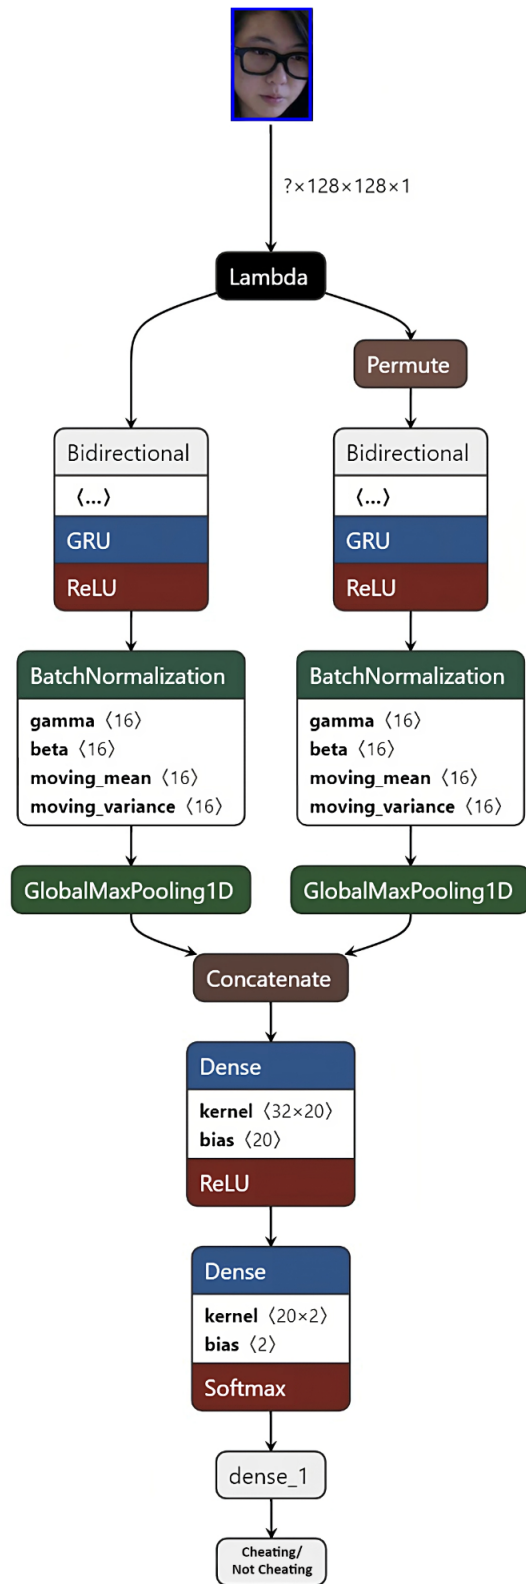 ?×128×128×1
Lambda
Permute
Bidirectional
Bidirectional
⟨…⟩
⟨…⟩
GRU
GRU
ReLU
ReLU
BatchNormalization
BatchNormalization
gamma ⟨16⟩
gamma ⟨16⟩
beta ⟨16⟩
beta ⟨16⟩
moving_mean ⟨16⟩
moving_mean ⟨16⟩
moving_variance ⟨16⟩
moving_variance ⟨16⟩
GlobalMaxPooling1D
GlobalMaxPooling1D
Concatenate
Dense
kernel ⟨32×20⟩
bias ⟨20⟩
ReLU
Dense
kernel ⟨20×2⟩
bias ⟨2⟩
Softmax
dense_1
Cheating/
Not Cheating